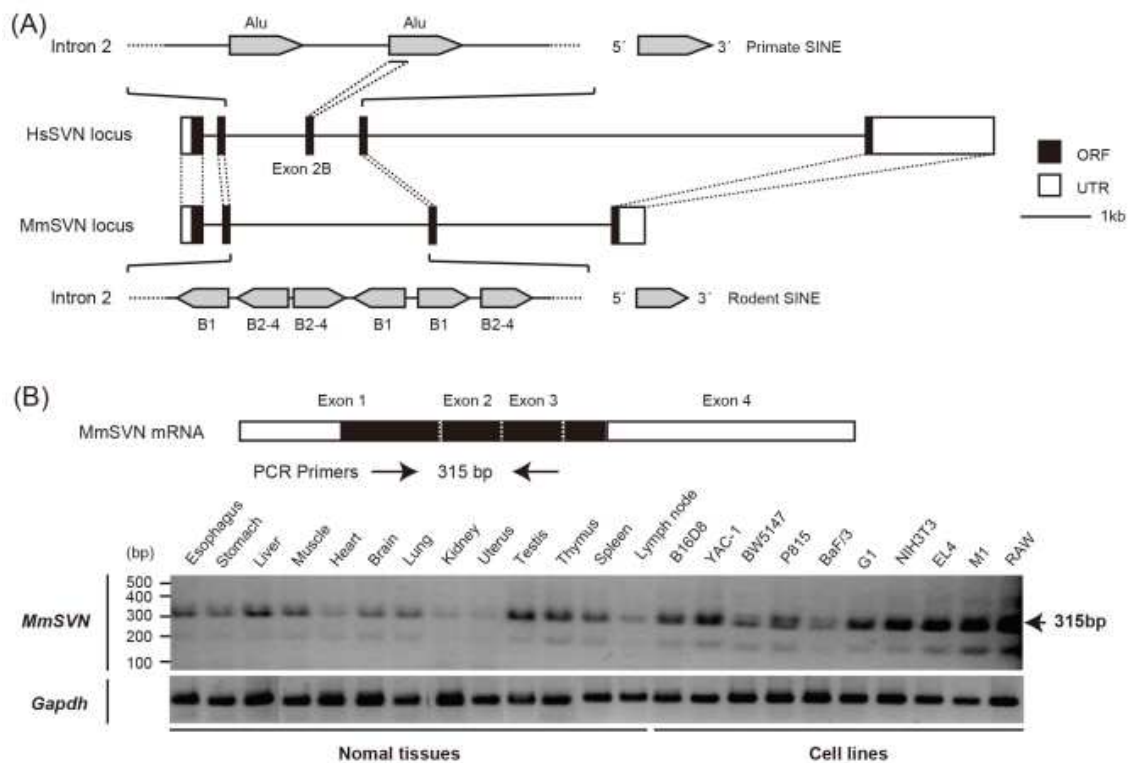 (A)
Alu Alu
Intron 2 5´ 3´ Primate SINE
HsSVN locus
Exon 2B
ORF
UTR
MmSVN locus
1kb
Intron 2 5´ 3´ Rodent SINE
B1 B2-4 B2-4 B1 B1 B2-4
(B)
Exon 1 Exon 2 Exon 3 Exon 4
MmSVN mRNA
PCR Primers 315 bp
(bp) Esophagus Stomach Liver Muscle Heart Brain Lung Kidney Uterus Testis Thymus Spleen Lymph node B16D8 YAC-1 BW5147 P815 BaF/3 G1 NIH3T3 EL4 M1 RAW
500
400
MmSVN 300 315bp
200
100
Gapdh
Nomal tissues Cell lines